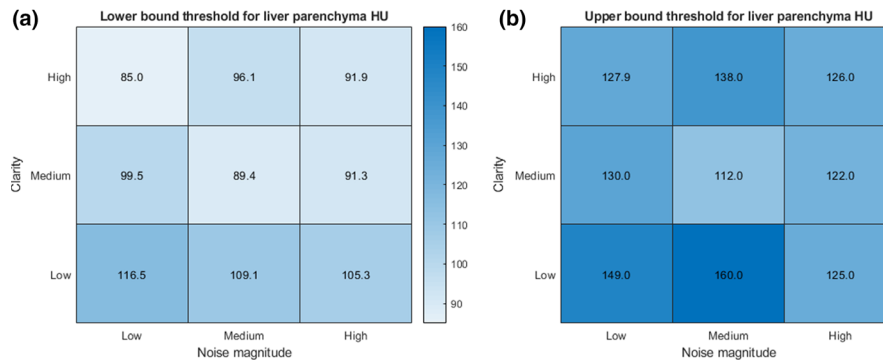 (a)
Lower bound threshold for liver parenchyma HU
Clarity
High
85.0 96.1 91.9
Medium
99.5 89.4 91.3
Low
116.5 109.1 105.3
Low Medium High
Noise magnitude
160
150
140
130
120
110
100
90
(b)
Upper bound threshold for liver parenchyma HU
Clarity
High
127.9 138.0 126.0
Medium
130.0 112.0 122.0
Low
149.0 160.0 125.0
Low Medium High
Noise magnitude